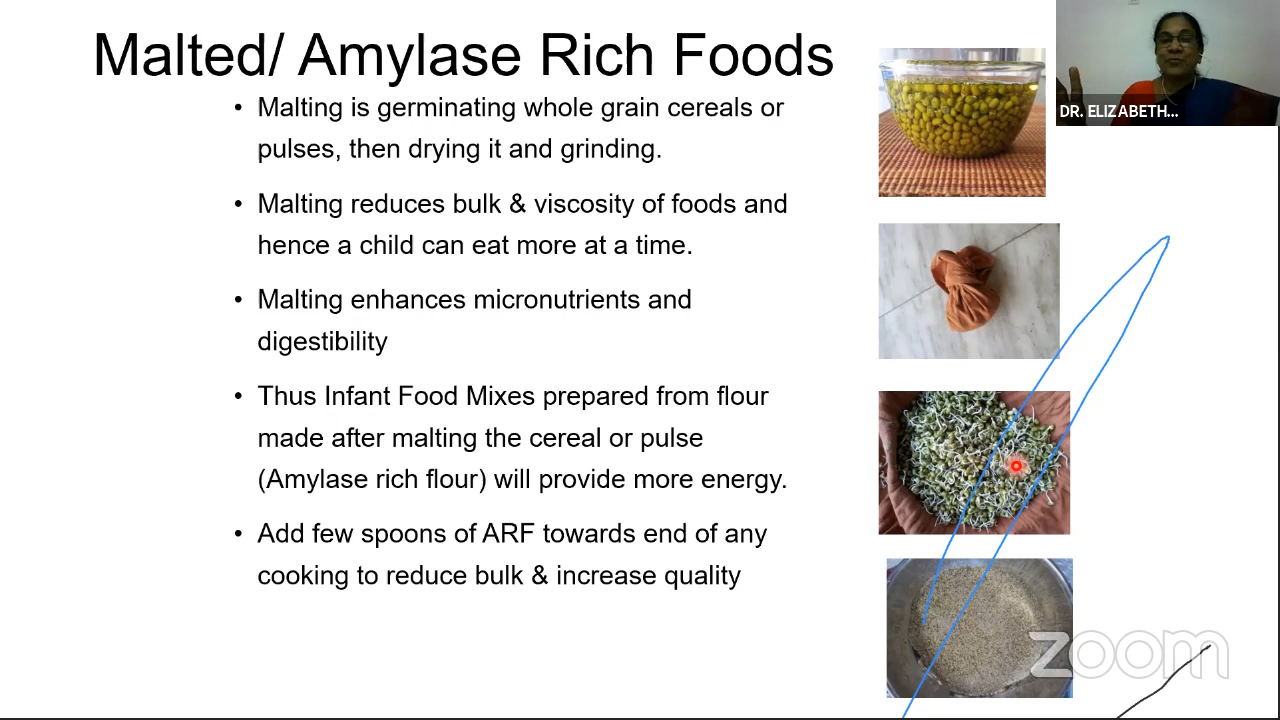 Malted/ Amylase Rich Foods
• Malting is germinating whole grain cereals or
pulses, then drying it and grinding.
• Malting reduces bulk & viscosity of foods and
hence a child can eat more at a time.
• Malting enhances micronutrients and
digestibility
• Thus Infant Food Mixes prepared from flour
made after malting the cereal or pulse
(Amylase rich flour) will provide more energy.
• Add few spoons of ARF towards end of any
cooking to reduce bulk & increase quality
DR. ELIZABETH...
zoom